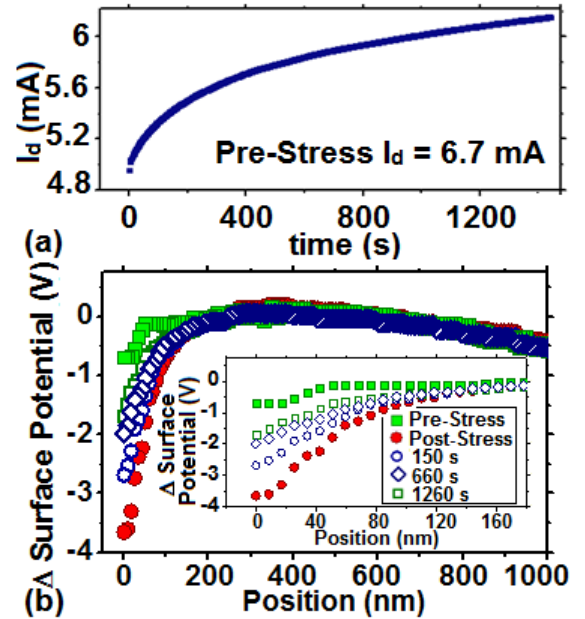 6
5.6
5.2
4.8
I_d (mA)
Pre-Stress I_d = 6.7 mA
0 400 800 1200
(a)
time (s)
0
-1
-2
-3
-4
Δ Surface Potential (V)
0
-1
-2
-3
-4
Δ Surface
Potential (V)
Pre-Stress
Post-Stress
150 s
660 s
1260 s
0 40 80 120 160
Position (nm)
0 200 400 600 800 1000
(b)
Position (nm)